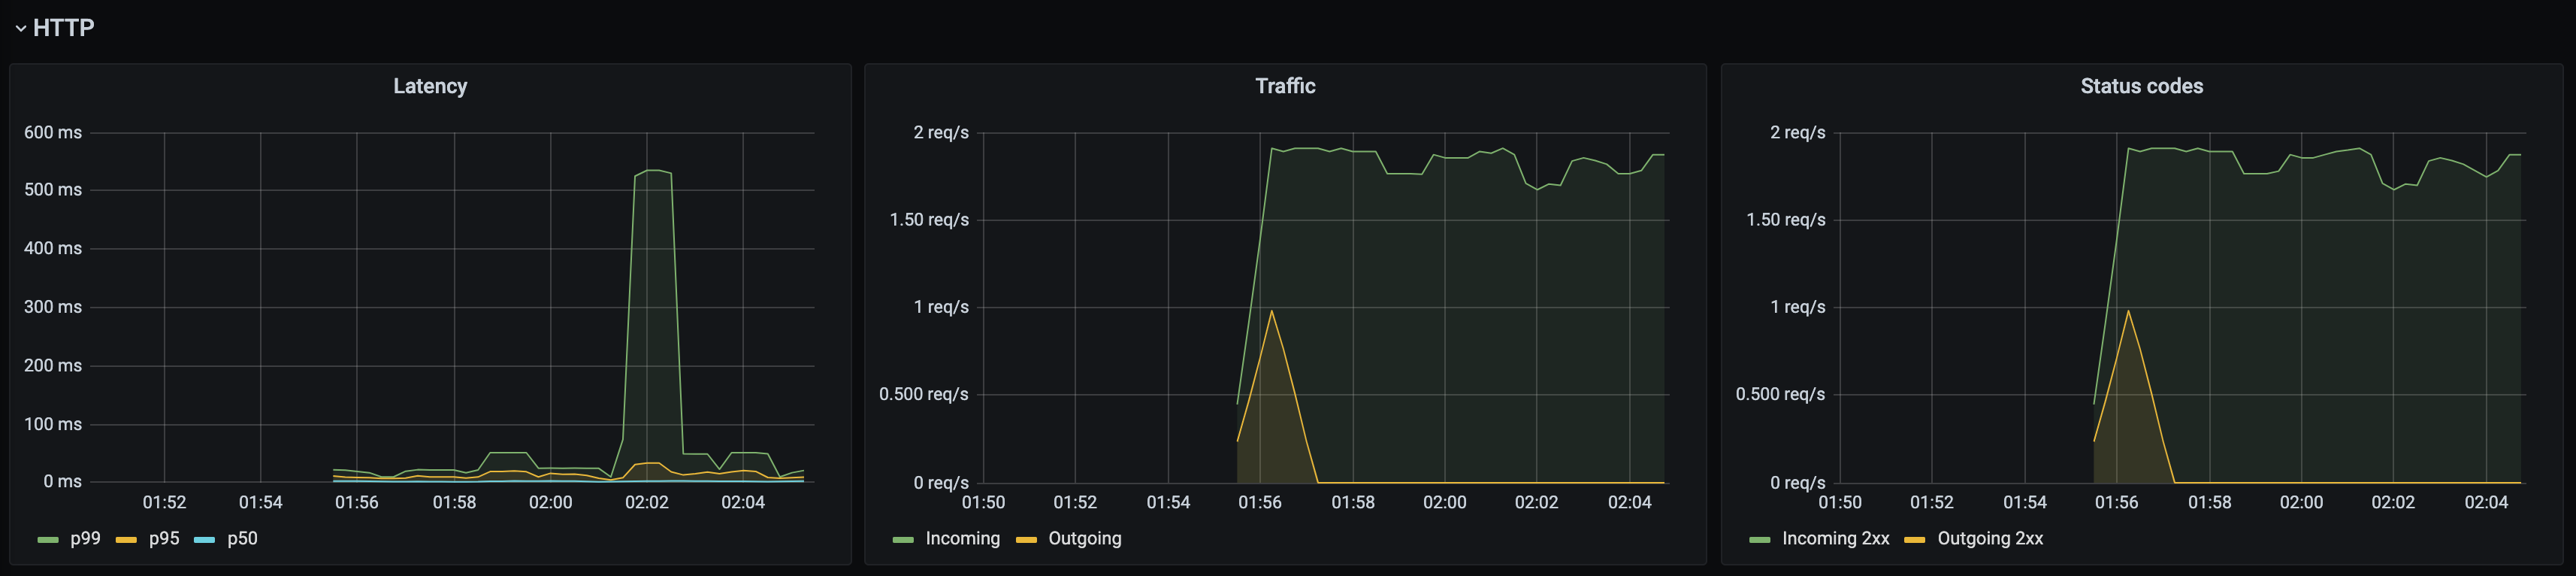 HTTP
Latency
600 ms
500 ms
400 ms
300 ms
200 ms
100 ms
0 ms
01:52 01:54 01:56 01:58 02:00 02:02 02:04
p99 p95 p50
Traffic
2 req/s
1.50 req/s
1 req/s
0.500 req/s
0 req/s
01:50 01:52 01:54 01:56 01:58 02:00 02:02 02:04
Incoming Outgoing
Status codes
2 req/s
1.50 req/s
1 req/s
0.500 req/s
0 req/s
01:50 01:52 01:54 01:56 01:58 02:00 02:02 02:04
Incoming 2xx Outgoing 2xx